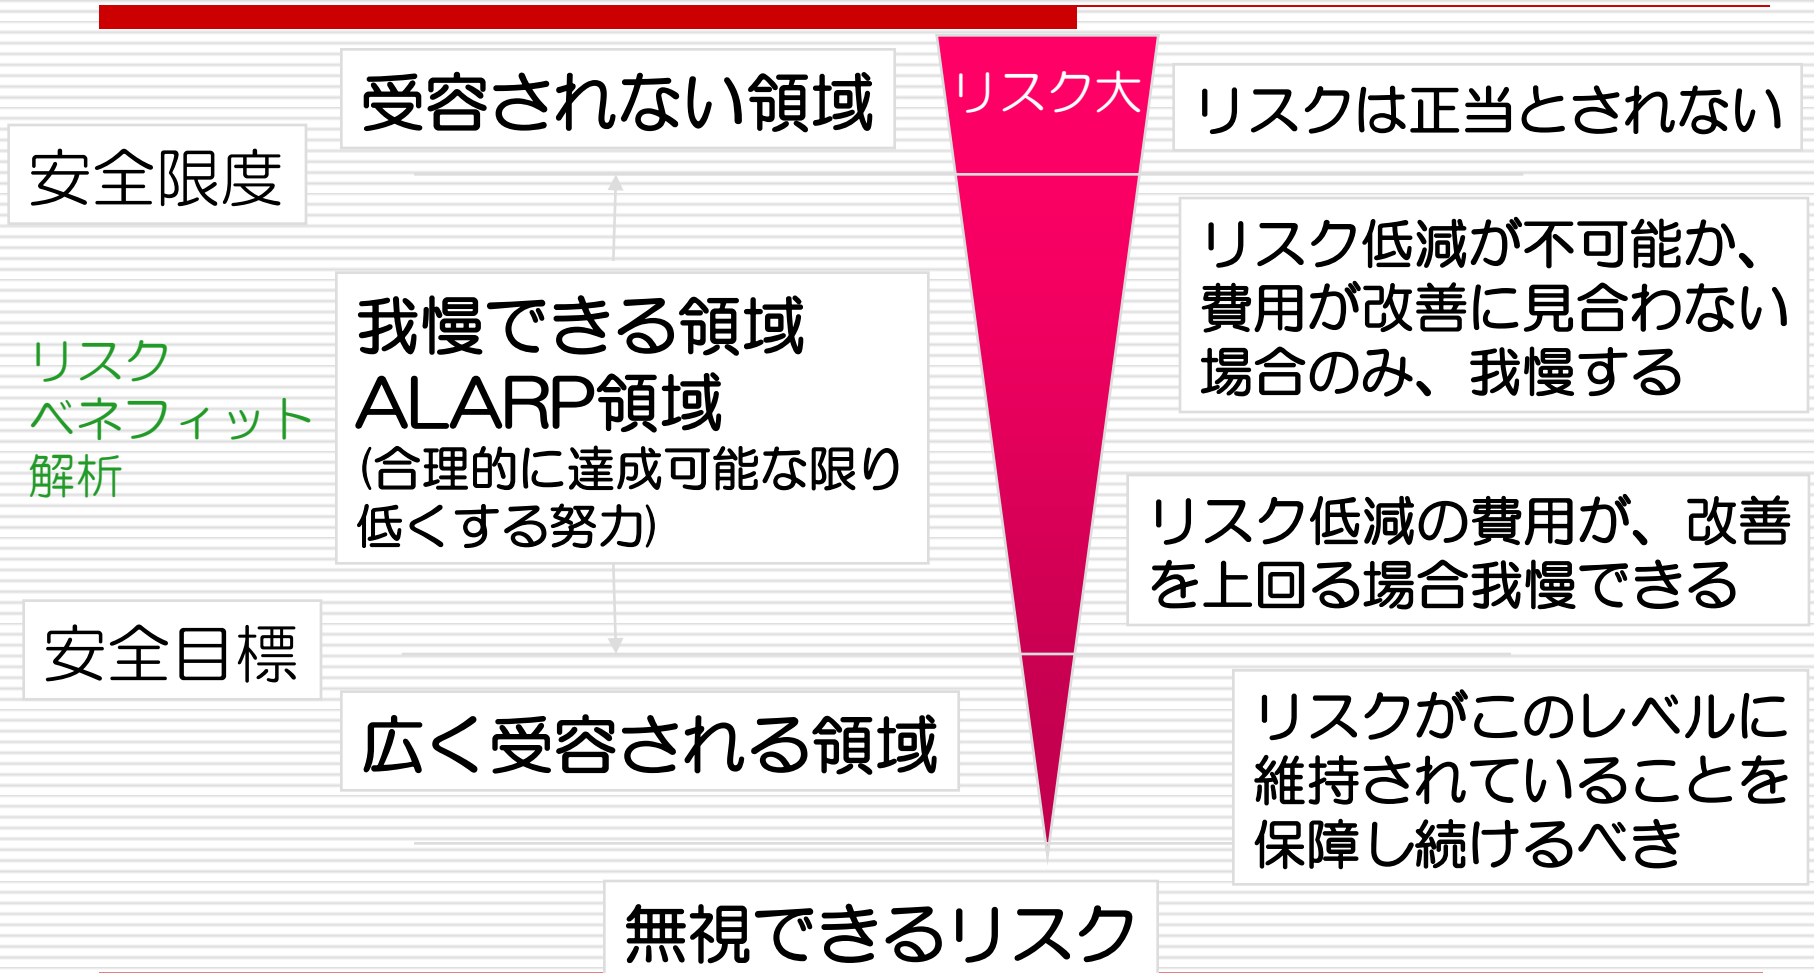 受容されない領域
リスク大
リスクは正当とされない
安全限度
リスク低減が不可能か、
費用が改善に見合わない
場合のみ、我慢する
我慢できる領域
ALARP領域
(合理的に達成可能な限り
低くする努力)
リスク
ベネフィット
解析
リスク低減の費用が、改善
を上回る場合我慢できる
安全目標
広く受容される領域
リスクがこのレベルに
維持されていることを
保障し続けるべき
無視できるリスク